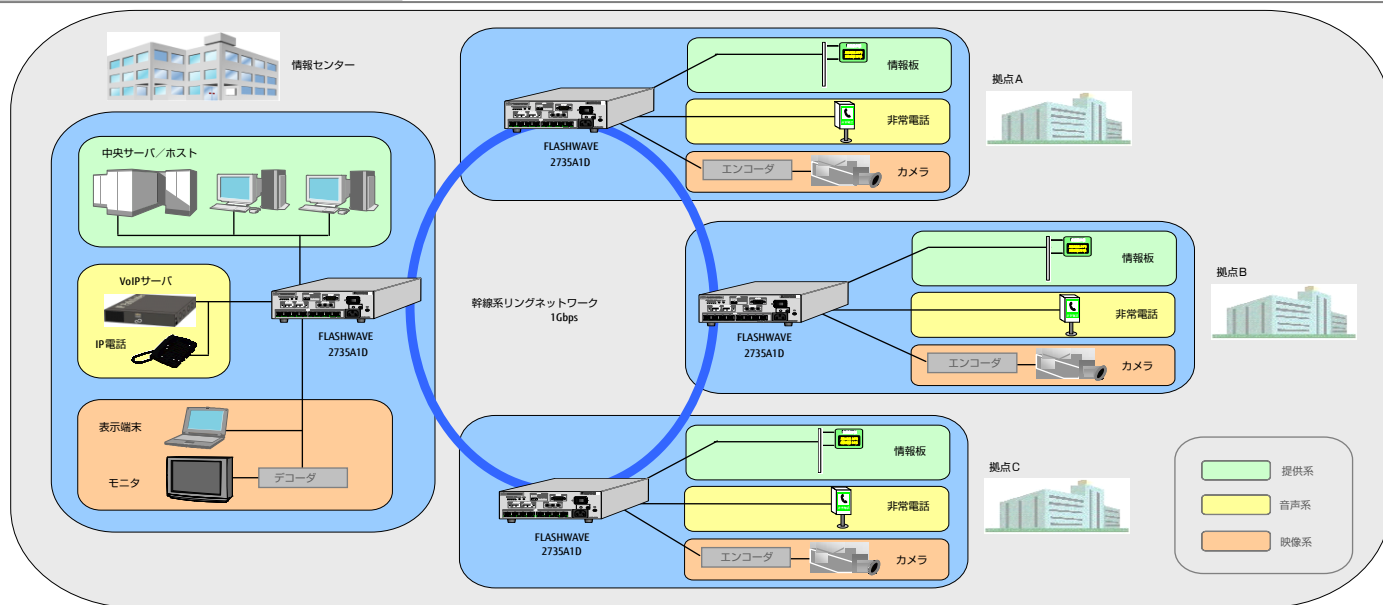 情報センター
中央サーバ／ホスト
VoIPサーバ
IP電話
FLASHWAVE
2735A1D
表示端末
モニタ
デコーダ
幹線系リングネットワーク
1Gbps
FLASHWAVE
2735A1D
情報板
非常電話
エンコーダ
カメラ
拠点A
FLASHWAVE
2735A1D
情報板
非常電話
エンコーダ
カメラ
拠点B
FLASHWAVE
2735A1D
情報板
非常電話
エンコーダ
カメラ
拠点C
提供系
音声系
映像系